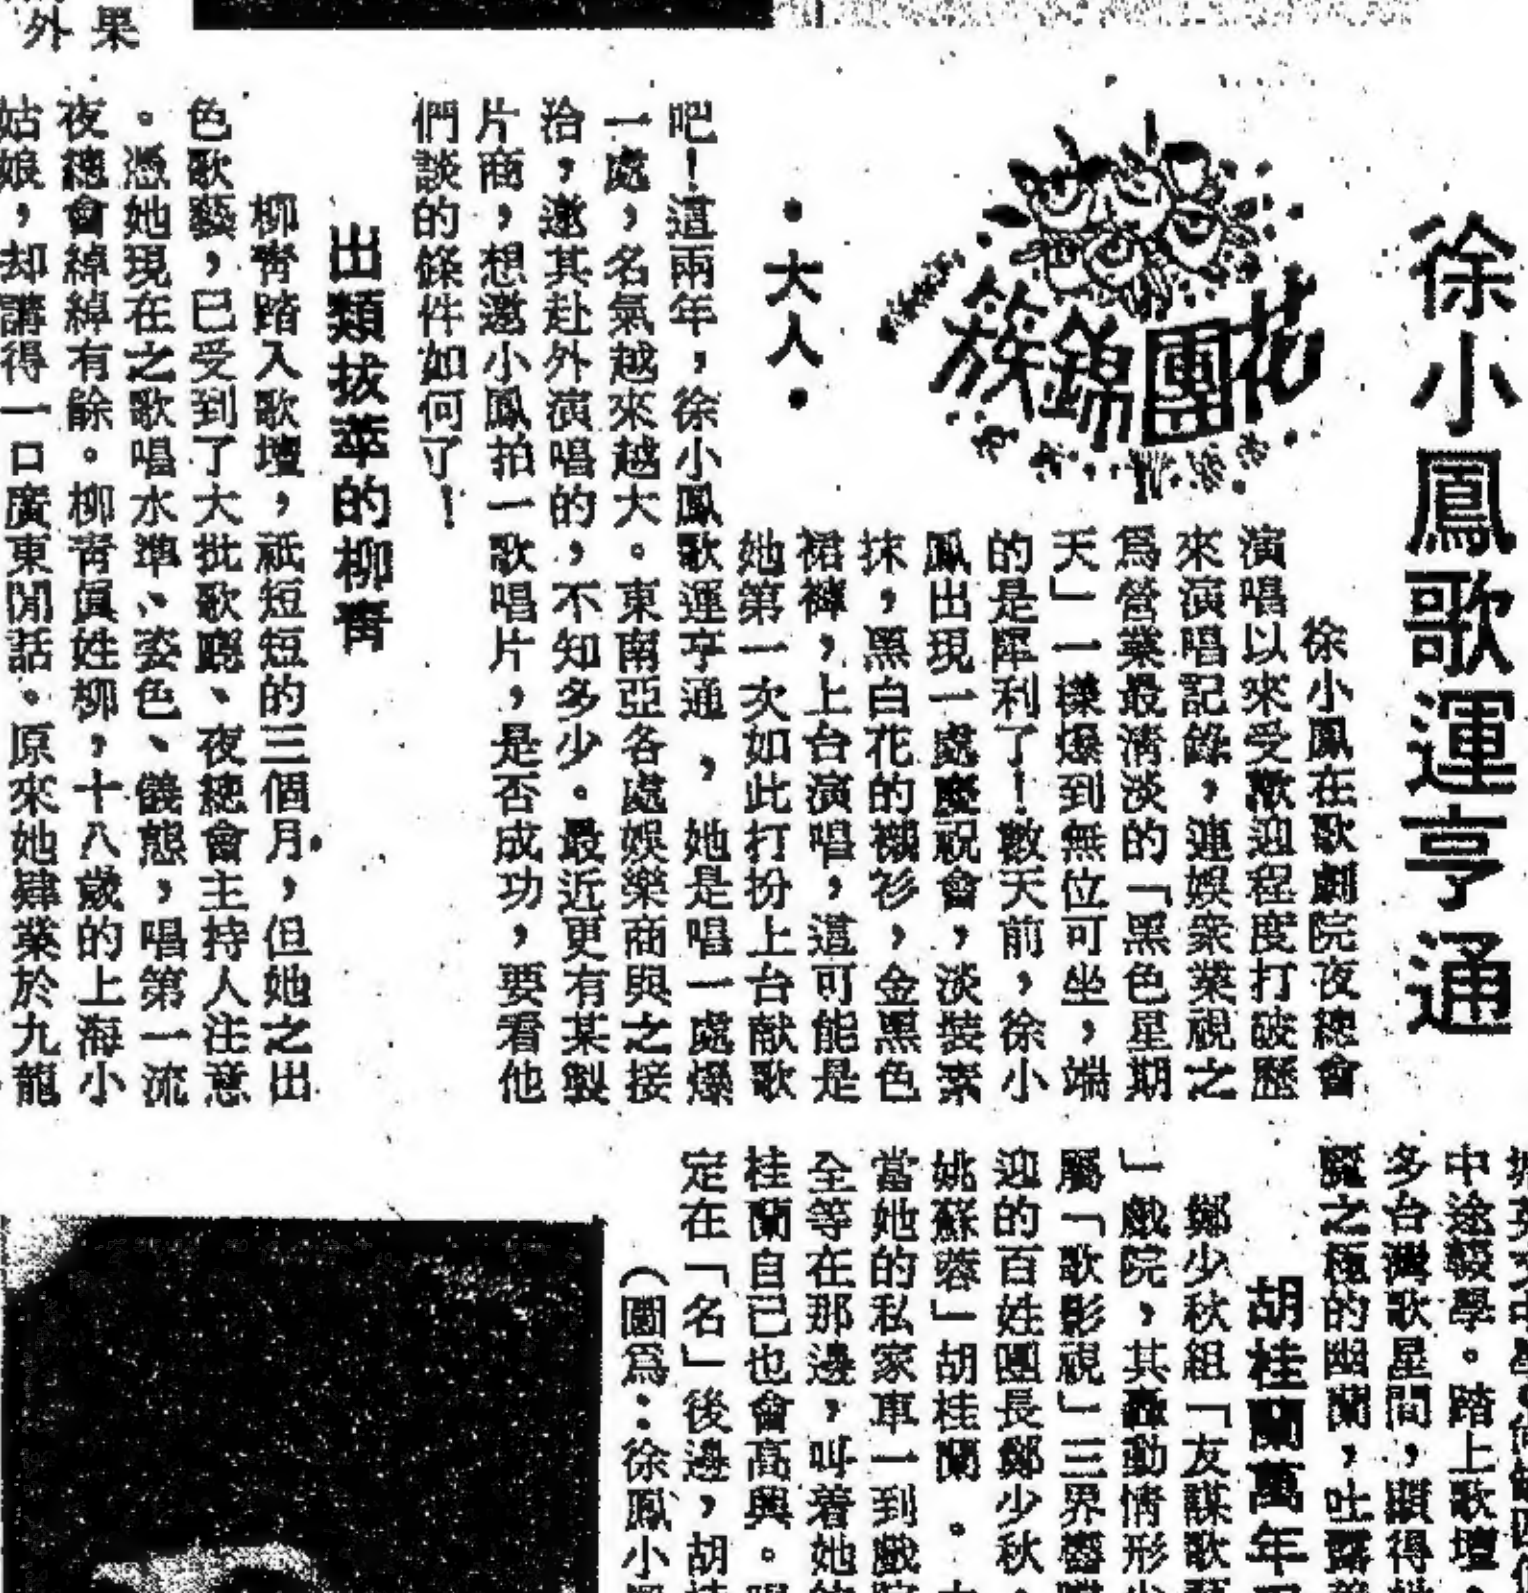 徐小鳳歌運亨通
花團錦簇
•大人•
徐小鳳在歌劇院夜總會
演唱以來受歡迎程度打破歷
來演唱記錄，連娛樂業視之
爲營業最淸淡的「黑色星期
天」一樣爆到無位可坐，端
的是犀利了！數天前，徐小
鳳出現一處慶祝會，淡裝素
抹，黑白花的襯衫，金黑色
裙褲，上台演唱，這可能是
她第一次如此打扮上台献歌
吧！這兩年，徐小鳳歌運亨通，她是唱一處爆
一處，名氣越來越大。東南亞各處娛樂商與之接
洽，邀其赴外演唱的，不知多少。最近更有某製
片商，想邀小鳳拍一歌唱片，是否成功，要看他
們談的條件如何了！
出類拔萃的柳青
柳青踏入歌壇，祇短短的三個月，但她之出
色歌藝，已受到了大批歌廳、夜總會主持人注意
。憑她現在之歌唱水準、姿色、儀態，唱第一流
夜總會綽綽有餘。柳青眞姓柳，十八歲的上海小
姑娘，却講得一口廣東閒話。原來她肄業於九龍
中途輟學。踏上歌壇
多台灣歌星間，顯得
之極的幽蘭，吐露
胡桂蘭萬年
鄭少秋組「友謀歌
」戲院，其轟動情形
屬「歌影視」三界
迎的百姓團長鄭少秋
姚蘇蓉」胡桂蘭。
當她的私家車一到戲院
全等在那邊，叫着她
桂蘭自己也會高興。
定在「名」後邊，胡
（圖爲：徐鳳小
外果